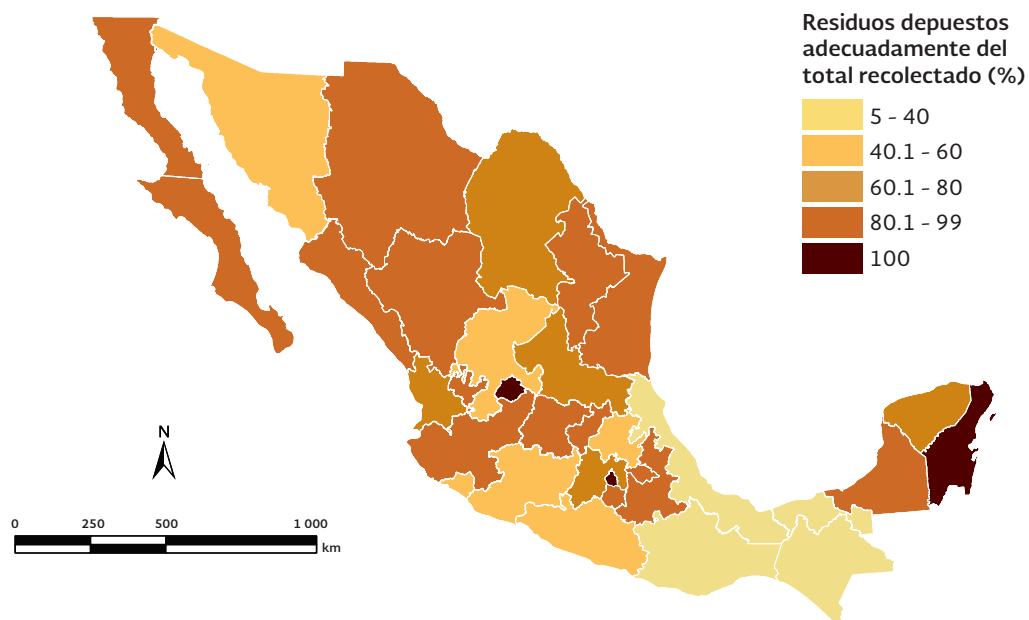 Residuos depuestos
adecuadamente del
total recolectado (%)
5 - 40
40.1 - 60
60.1 - 80
80.1 - 99
100
N
0 250 500 1 000
km